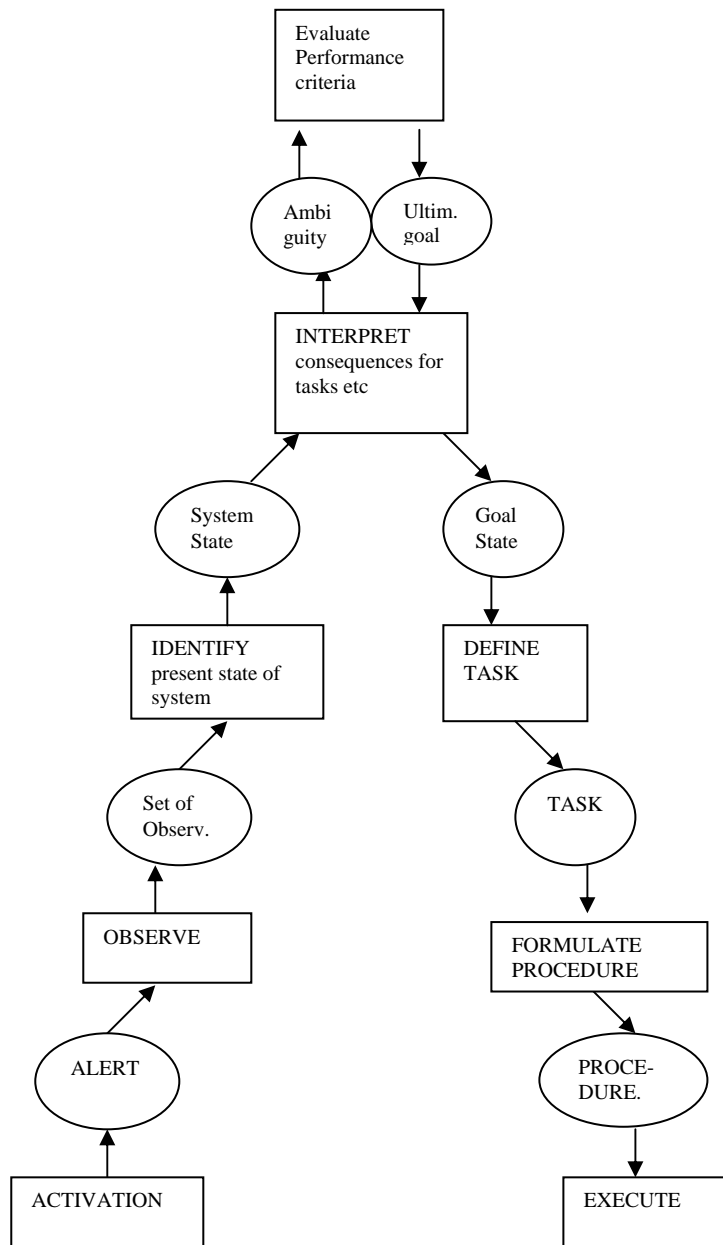 Evaluate
Performance
criteria
Ambi
guity
Ultim.
goal
INTERPRET
consequences for
tasks etc
System
State
Goal
State
IDENTIFY
present state of
system
DEFINE
TASK
Set of
Observ.
TASK
OBSERVE
FORMULATE
PROCEDURE
ALERT
PROCE-
DURE.
ACTIVATION
EXECUTE